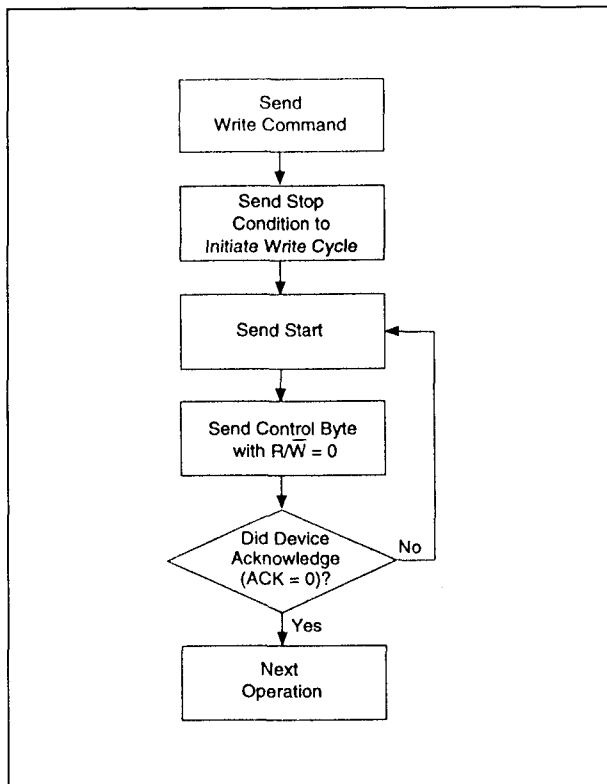 Send
Write Command
Send Stop
Condition to
Initiate Write Cycle
Send Start
Send Control Byte
with R/W̅ = 0
Did Device
Acknowledge
(ACK = 0)?
No
Yes
Next
Operation